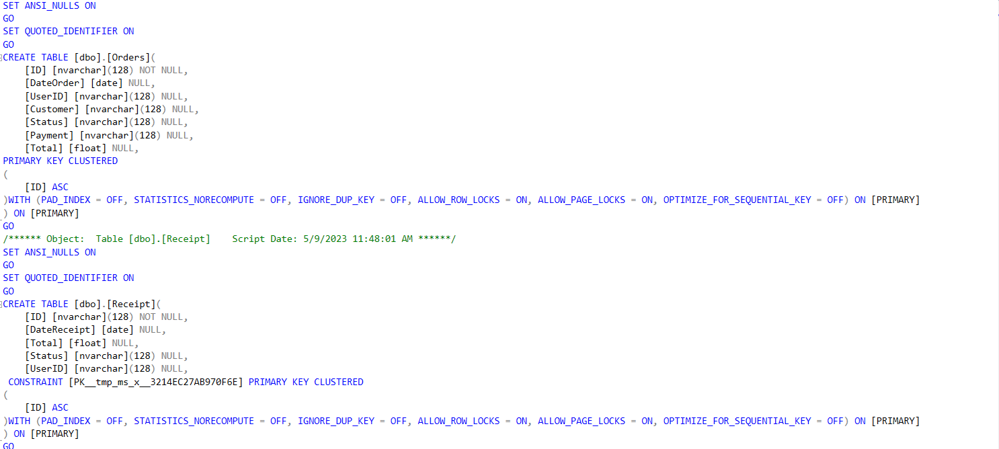 SET ANSI_NULLS ON
GO
SET QUOTED_IDENTIFIER ON
GO
CREATE TABLE [dbo].[Orders](
    [ID] [nvarchar](128) NOT NULL,
    [DateOrder] [date] NULL,
    [UserID] [nvarchar](128) NULL,
    [Customer] [nvarchar](128) NULL,
    [Status] [nvarchar](128) NULL,
    [Payment] [nvarchar](128) NULL,
    [Total] [float] NULL,
PRIMARY KEY CLUSTERED
(
    [ID] ASC
)WITH (PAD_INDEX = OFF, STATISTICS_NORECOMPUTE = OFF, IGNORE_DUP_KEY = OFF, ALLOW_ROW_LOCKS = ON, ALLOW_PAGE_LOCKS = ON, OPTIMIZE_FOR_SEQUENTIAL_KEY = OFF) ON [PRIMARY]
) ON [PRIMARY]
GO
/****** Object:  Table [dbo].[Receipt]    Script Date: 5/9/2023 11:48:01 AM ******/
SET ANSI_NULLS ON
GO
SET QUOTED_IDENTIFIER ON
GO
CREATE TABLE [dbo].[Receipt](
    [ID] [nvarchar](128) NOT NULL,
    [DateReceipt] [date] NULL,
    [Total] [float] NULL,
    [Status] [nvarchar](128) NULL,
    [UserID] [nvarchar](128) NULL,
 CONSTRAINT [PK__tmp_ms_x__3214EC27AB970F6E] PRIMARY KEY CLUSTERED
(
    [ID] ASC
)WITH (PAD_INDEX = OFF, STATISTICS_NORECOMPUTE = OFF, IGNORE_DUP_KEY = OFF, ALLOW_ROW_LOCKS = ON, ALLOW_PAGE_LOCKS = ON, OPTIMIZE_FOR_SEQUENTIAL_KEY = OFF) ON [PRIMARY]
) ON [PRIMARY]
GO